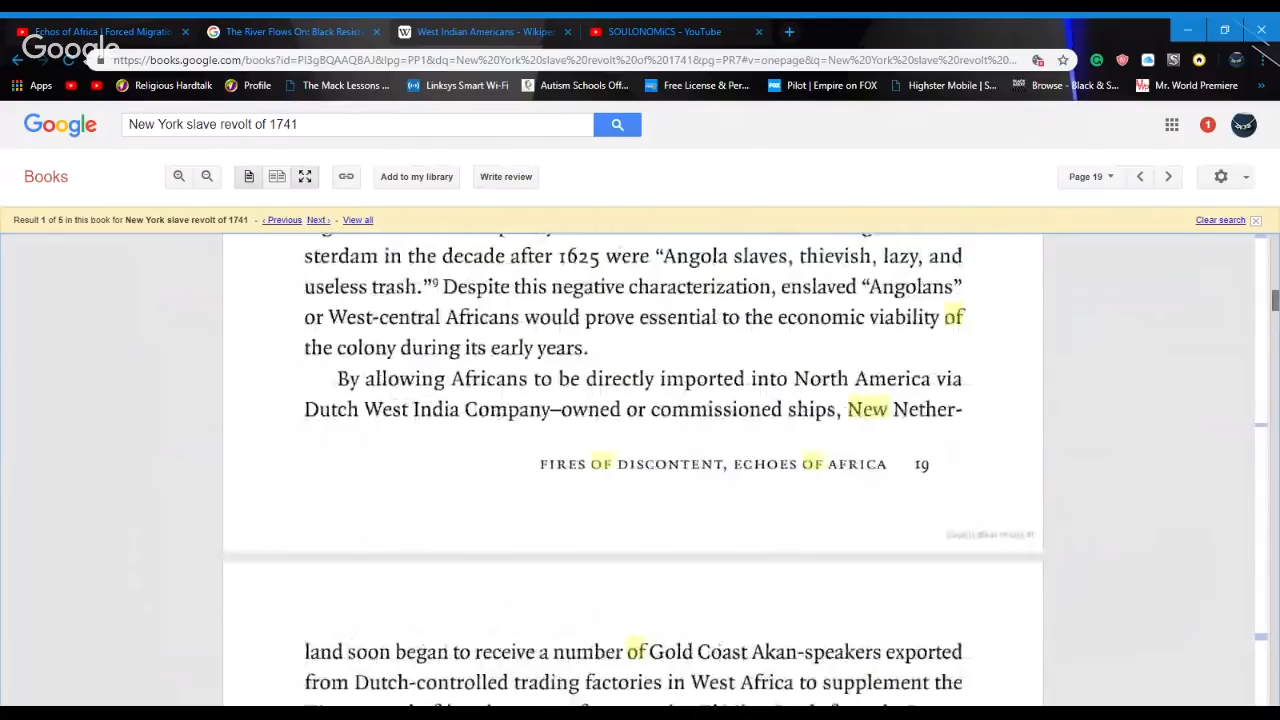 Echos of Africa | Forced Migratio
The River Flows On: Black Resist
West Indian Americans - Wikipe
SOULONOMiCS - YouTube
Google
https://books.google.com/books?id=PI3gBQAAQBAJ&lpg=PP1&dq=New%20York%20slave%20revolt%20of%201741&pg=PR7#v=onepage&q=New%20York%20slave%20revolt%20of%201741
Apps
Religious Hardtalk
Profile
The Mack Lessons ...
Linksys Smart Wi-Fi
Autism Schools Off...
Free License & Per...
Pilot | Empire on FOX
Highster Mobile | S...
Browse - Black & S...
Mr. World Premiere
Google
New York slave revolt of 1741
1
Books
Add to my library
Write review
Page 19
Result 1 of 5 in this book for New York slave revolt of 1741 - ‹ Previous Next › - View all
Clear search
sterdam in the decade after 1625 were “Angola slaves, thievish, lazy, and
useless trash.”9 Despite this negative characterization, enslaved “Angolans”
or West-central Africans would prove essential to the economic viability of
the colony during its early years.
By allowing Africans to be directly imported into North America via
Dutch West India Company–owned or commissioned ships, New Nether-
FIRES OF DISCONTENT, ECHOES OF AFRICA 19
land soon began to receive a number of Gold Coast Akan-speakers exported
from Dutch-controlled trading factories in West Africa to supplement the